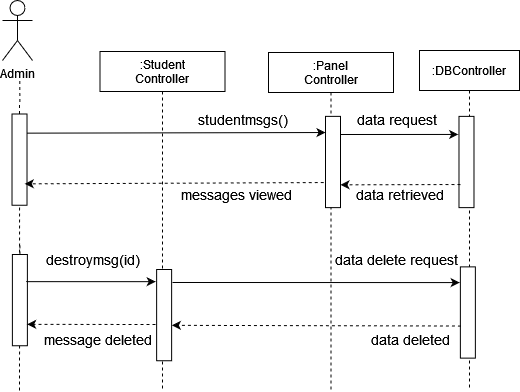 Admin
:Student
Controller
:Panel
Controller
:DBController
studentmsgs()
data request
messages viewed
data retrieved
destroymsg(id)
data delete request
message deleted
data deleted